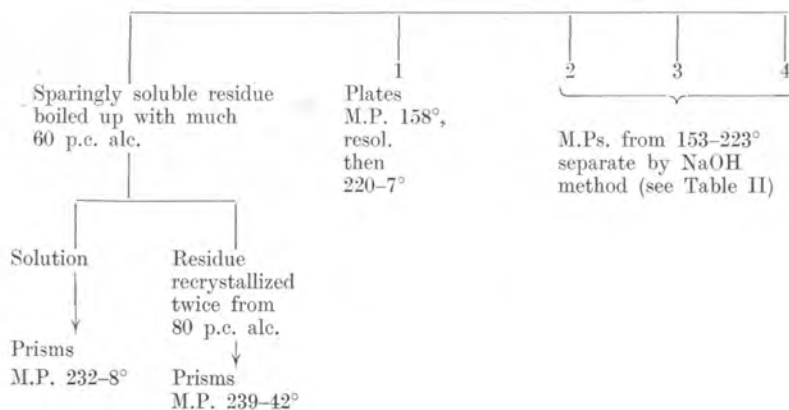 1
2
3
4
Sparingly soluble residue
boiled up with much
60 p.c. alc.
Plates
M.P. 158°,
resol.
then
220–7°
M.Ps. from 153–223°
separate by NaOH
method (see Table II)
Solution
Residue
recrystallized
twice from
80 p.c. alc.
Prisms
M.P. 232–8°
Prisms
M.P. 239–42°